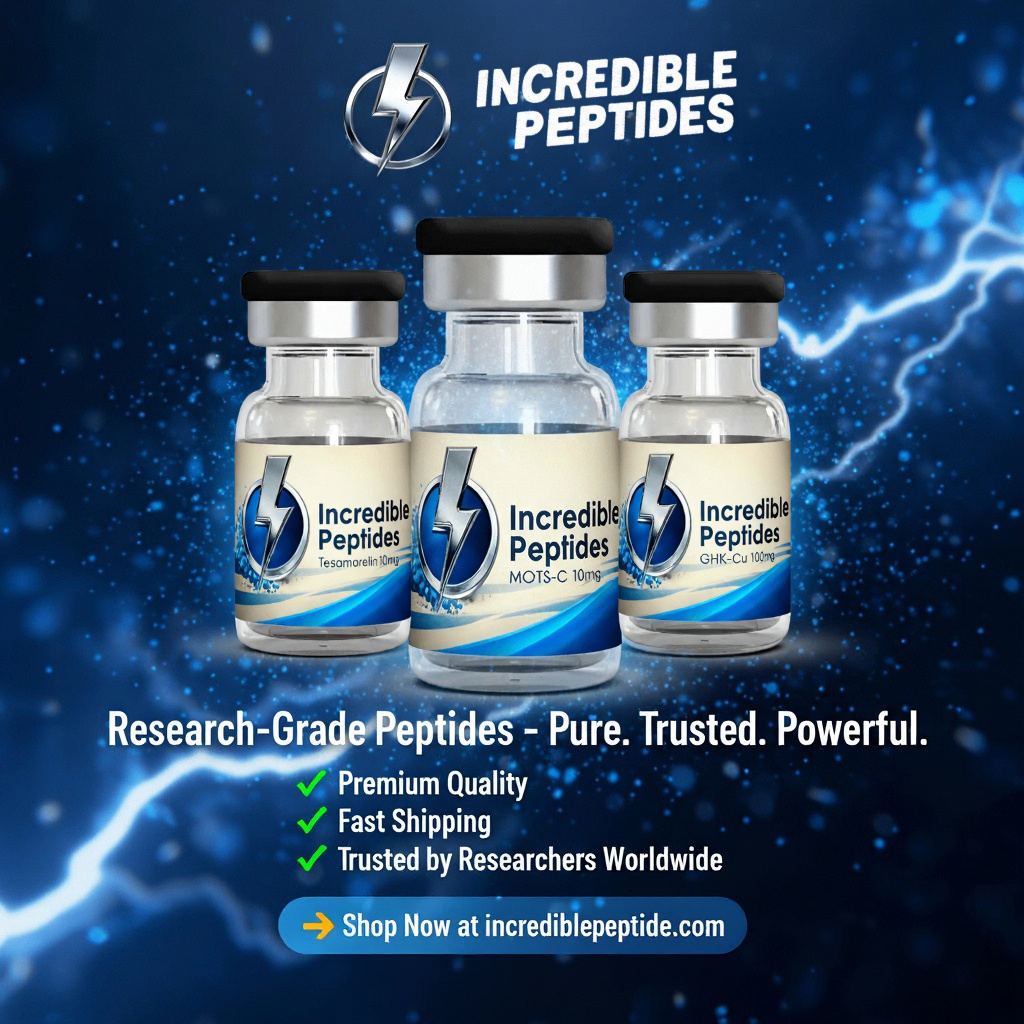 INCREDIBLE
PEPTIDES
Incredible
Peptides
Tesamorelin 10mg
Incredible
Peptides
MOTS-C 10mg
Incredible
Peptides
GHK-Cu 100mg
Research-Grade Peptides - Pure. Trusted. Powerful.
Premium Quality
Fast Shipping
Trusted by Researchers Worldwide
Shop Now at incrediblepeptide.com